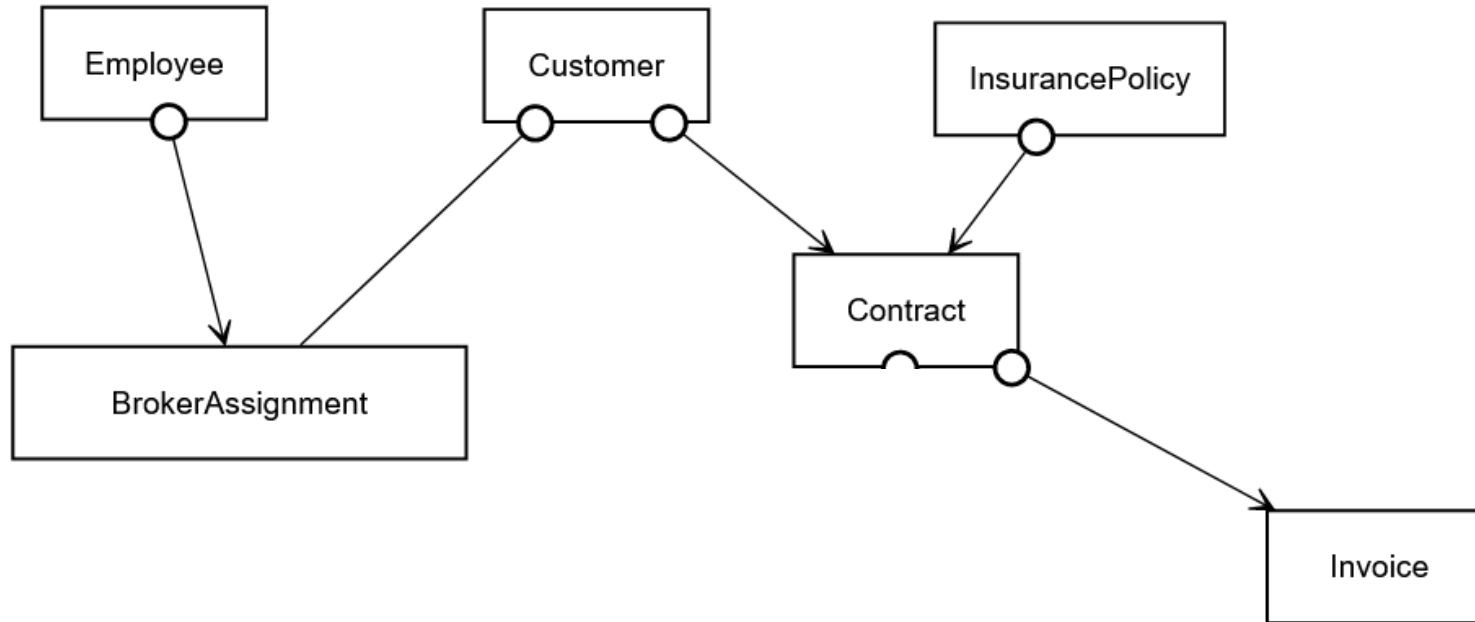 Employee
Customer
InsurancePolicy
Contract
BrokerAssignment
Invoice